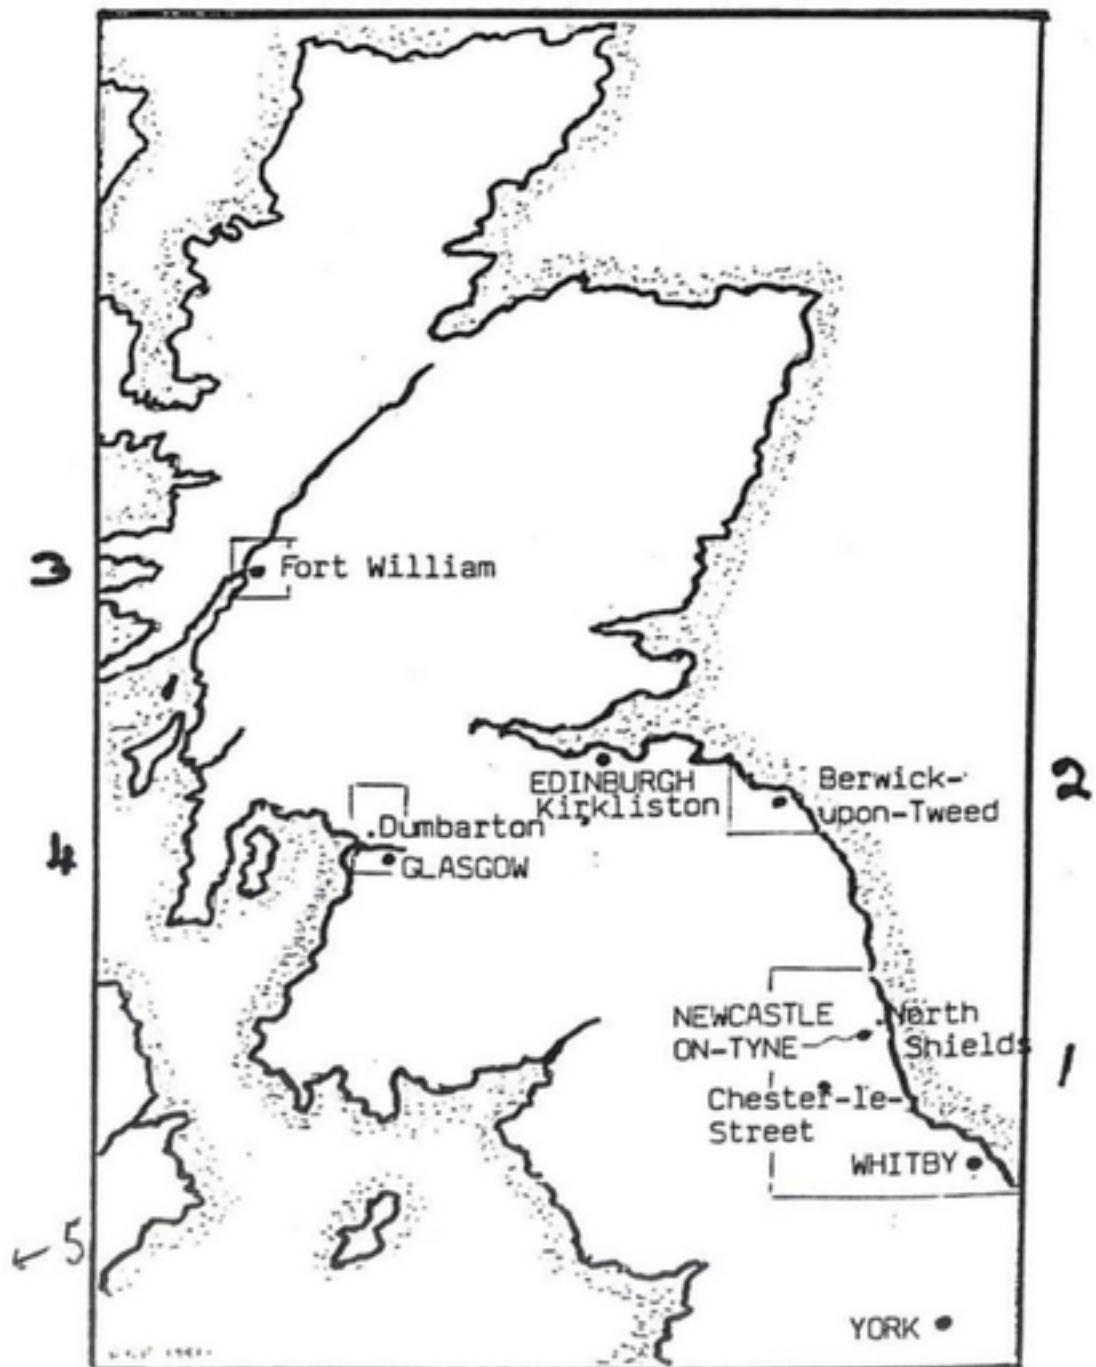 3
Fort William
EDINBURGH
Kirkliston
Berwick-
upon-Tweed
2
Dumbarton
GLASGOW
4
NEWCASTLE
ON-TYNE
North
Shields
1
Chester-le-
Street
WHITBY
← 5
YORK